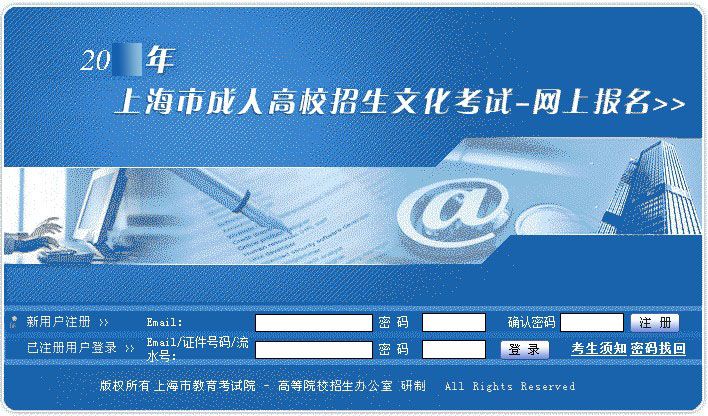 20 年
上海市成人高校招生文化考试-网上报名>>
@
新用户注册 >> Email: 密 码 确认密码 注 册
已注册用户登录 >> Email/证件号码/流水号: 密 码 登 录 考生须知 密码找回
版权所有 上海市教育考试院 - 高等院校招生办公室 研制 All Rights Reserved